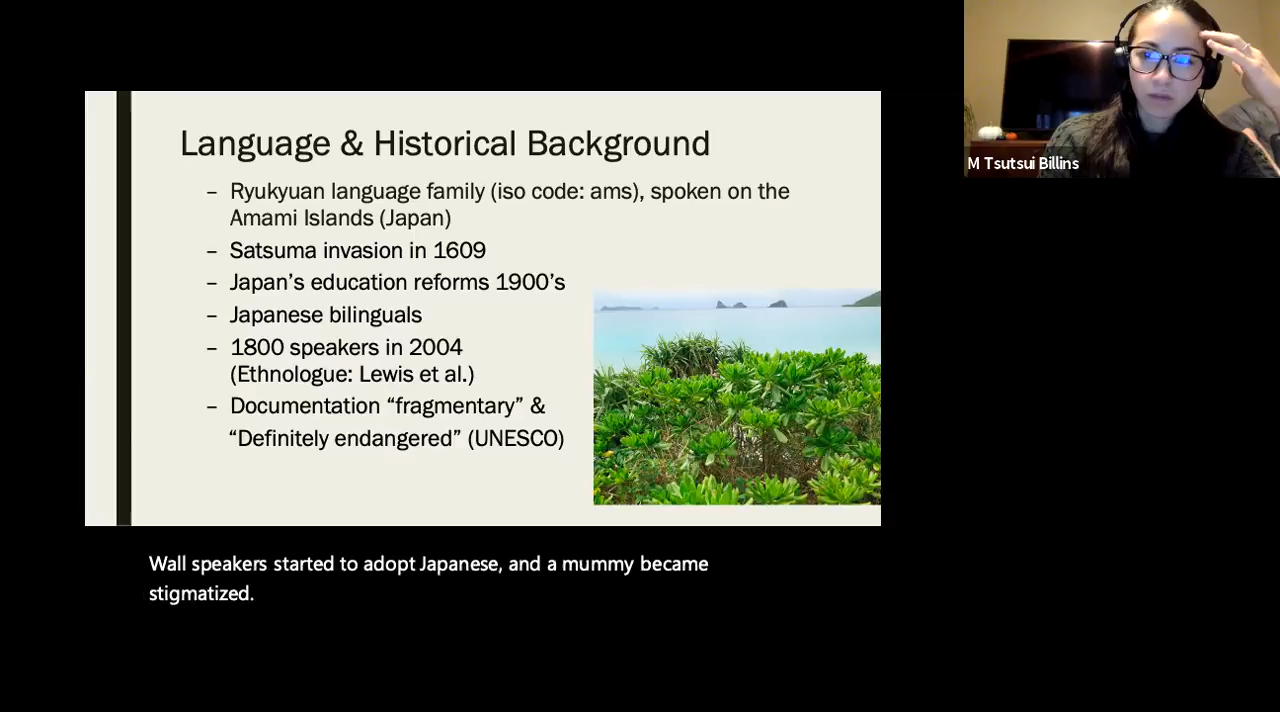 Language & Historical Background
– Ryukyuan language family (iso code: ams), spoken on the
Amami Islands (Japan)
– Satsuma invasion in 1609
– Japan’s education reforms 1900’s
– Japanese bilinguals
– 1800 speakers in 2004
(Ethnologue: Lewis et al.)
– Documentation “fragmentary” &
“Definitely endangered” (UNESCO)
M Tsutsui Billins
Wall speakers started to adopt Japanese, and a mummy became
stigmatized.